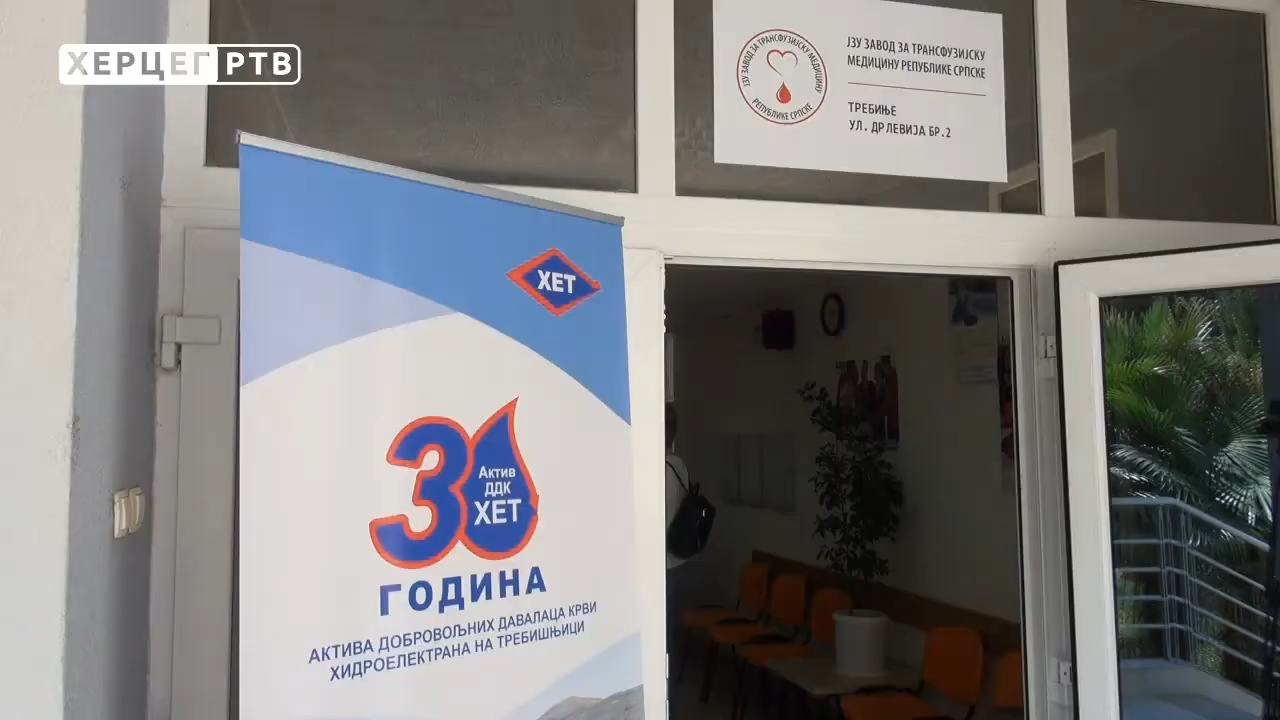 ХЕРЦЕГ РТВ
ЈЗУ ЗАВОД ЗА ТРАНСФУЗИЈСКУ МЕДИЦИНУ
РЕПУБЛИКЕ СРПСКЕ
ЈЗУ ЗАВОД ЗА ТРАНСФУЗИЈСКУ
МЕДИЦИНУ РЕПУБЛИКЕ СРПСКЕ
ТРЕБИЊЕ
УЛ. ДР ЛЕВИЈА БР.2
ХЕТ
30
Актив
ДДК
ХЕТ
ГОДИНА
АКТИВА ДОБРОВОЉНИХ ДАВАЛАЦА КРВИ
ХИДРОЕЛЕКТРАНА НА ТРЕБИШЊИЦИ